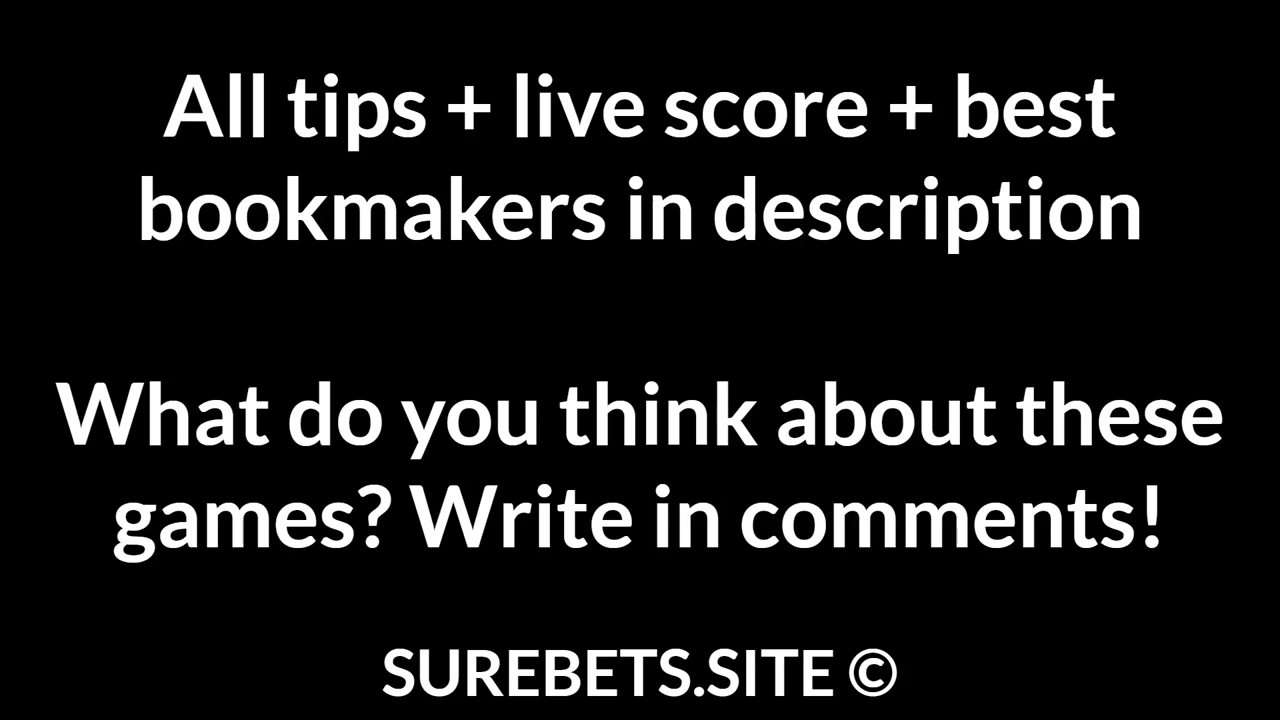 All tips + live score + best
bookmakers in description
What do you think about these
games? Write in comments!
SUREBETS.SITE ©